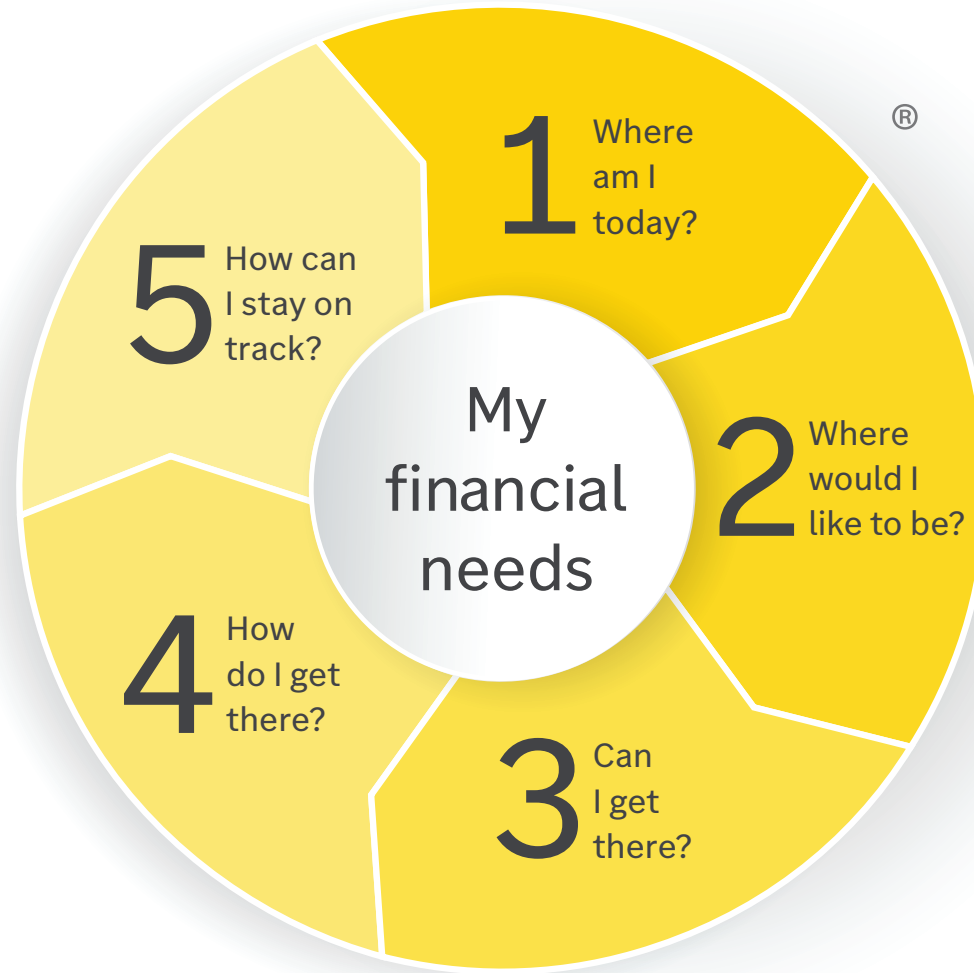 ®
1
Where
am I
today?
2
Where
would I
like to be?
3
Can
I get
there?
4
How
do I get
there?
5
How can
I stay on
track?
My
financial
needs